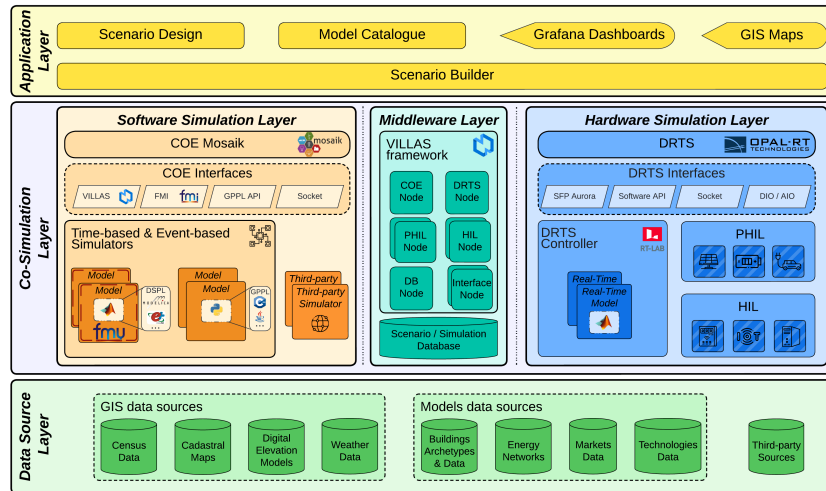 Application
Layer
Scenario Design
Model Catalogue
Grafana Dashboards
GIS Maps
Scenario Builder
Co-Simulation
Layer
Software Simulation Layer
COE Mosaik
mosaik
COE Interfaces
VILLAS
FMI
fmi
GPPL API
Socket
Time-based & Event-based
Simulators
Model
Model
DSPL
MODELICA
fmu
Model
Model
GPPL
Third-party
Third-party
Simulator
Middleware Layer
VILLAS
framework
COE
Node
DRTS
Node
PHIL
Node
HIL
Node
DB
Node
Interface
Node
Scenario / Simulation
Database
Hardware Simulation Layer
DRTS
OPAL-RT
TECHNOLOGIES
DRTS Interfaces
SFP Aurora
Software API
Socket
DIO / AIO
DRTS
Controller
RT-LAB
Real-Time
Real-Time
Model
PHIL
HIL
Data Source
Layer
GIS data sources
Census
Data
Cadastral
Maps
Digital
Elevation
Models
Weather
Data
Models data sources
Buildings
Archetypes
& Data
Energy
Networks
Markets
Data
Technologies
Data
Third-party
Sources